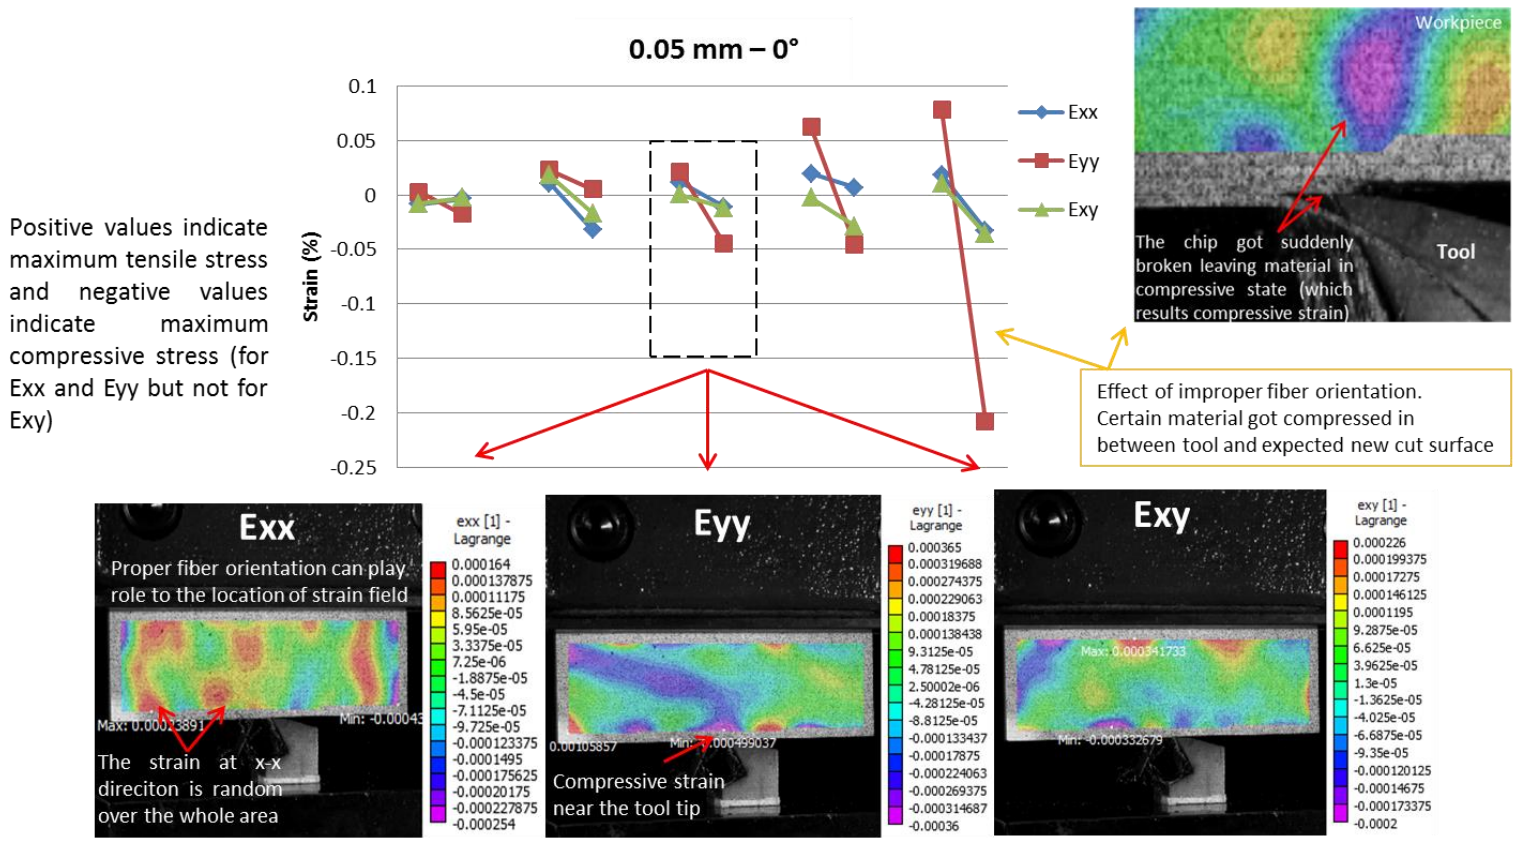 0.05 mm – 0°
0.1
0.05
0
-0.05
-0.1
-0.15
-0.2
-0.25
Strain (%)
Exx
Eyy
Exy
Positive values indicate
maximum tensile stress
and negative values
indicate maximum
compressive stress (for
Exx and Eyy but not for
Exy)
Workpiece
Tool
The chip got suddenly
broken leaving material in
compressive state (which
results compressive strain)
Effect of improper fiber orientation.
Certain material got compressed in
between tool and expected new cut surface
Exx
Proper fiber orientation can play
role to the location of strain field
Max: 0.00023891
Min: -0.00043
The strain at x-x
direciton is random
over the whole area
exx [1] -
Lagrange
0.000164
0.000137875
0.00011175
8.5625e-05
5.95e-05
3.3375e-05
7.25e-06
-1.8875e-05
-4.5e-05
-7.1125e-05
-9.725e-05
-0.000123375
-0.0001495
-0.000175625
-0.00020175
-0.000227875
-0.000254
Eyy
0.00105857
Min: -0.000499037
Compressive strain
near the tool tip
eyy [1] -
Lagrange
0.000365
0.000319688
0.000274375
0.000229063
0.00018375
0.000138438
9.3125e-05
4.78125e-05
2.50002e-06
-4.28125e-05
-8.8125e-05
-0.000133437
-0.00017875
-0.000224063
-0.000269375
-0.000314687
-0.00036
Exy
Max: 0.000341733
Min: -0.000332679
exy [1] -
Lagrange
0.000226
0.000199375
0.00017275
0.000146125
0.0001195
9.2875e-05
6.625e-05
3.9625e-05
1.3e-05
-1.3625e-05
-4.025e-05
-6.6875e-05
-9.35e-05
-0.000120125
-0.00014675
-0.000173375
-0.0002